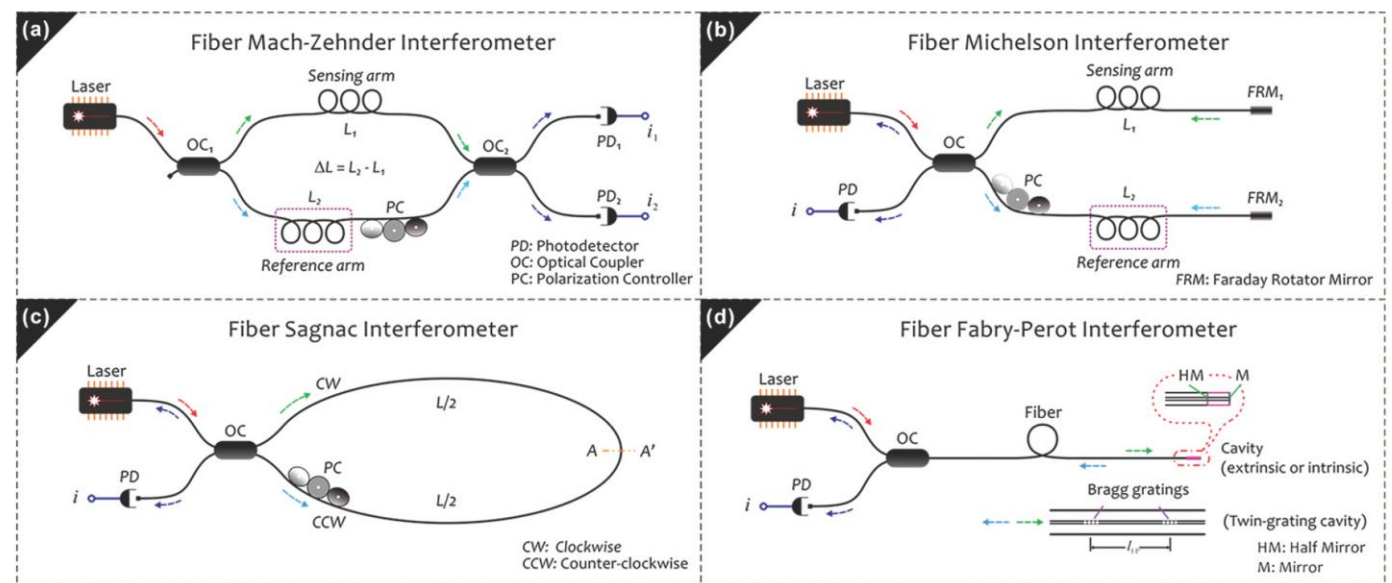 (a)
Fiber Mach-Zehnder Interferometer
Laser
Sensing arm
L₁
OC₁
OC₂
ΔL = L₂ - L₁
PD₁
i₁
L₂
PC
PD₂
i₂
Reference arm
PD: Photodetector
OC: Optical Coupler
PC: Polarization Controller
(b)
Fiber Michelson Interferometer
Laser
Sensing arm
FRM₁
L₁
OC
PC
PD
i
L₂
FRM₂
Reference arm
FRM: Faraday Rotator Mirror
(c)
Fiber Sagnac Interferometer
Laser
CW
L/2
OC
A
A'
PD
PC
i
L/2
CCW
CW: Clockwise
CCW: Counter-clockwise
(d)
Fiber Fabry-Perot Interferometer
Laser
HM
M
Fiber
OC
Cavity
(extrinsic or intrinsic)
PD
i
Bragg gratings
(Twin-grating cavity)
HM: Half Mirror
M: Mirror